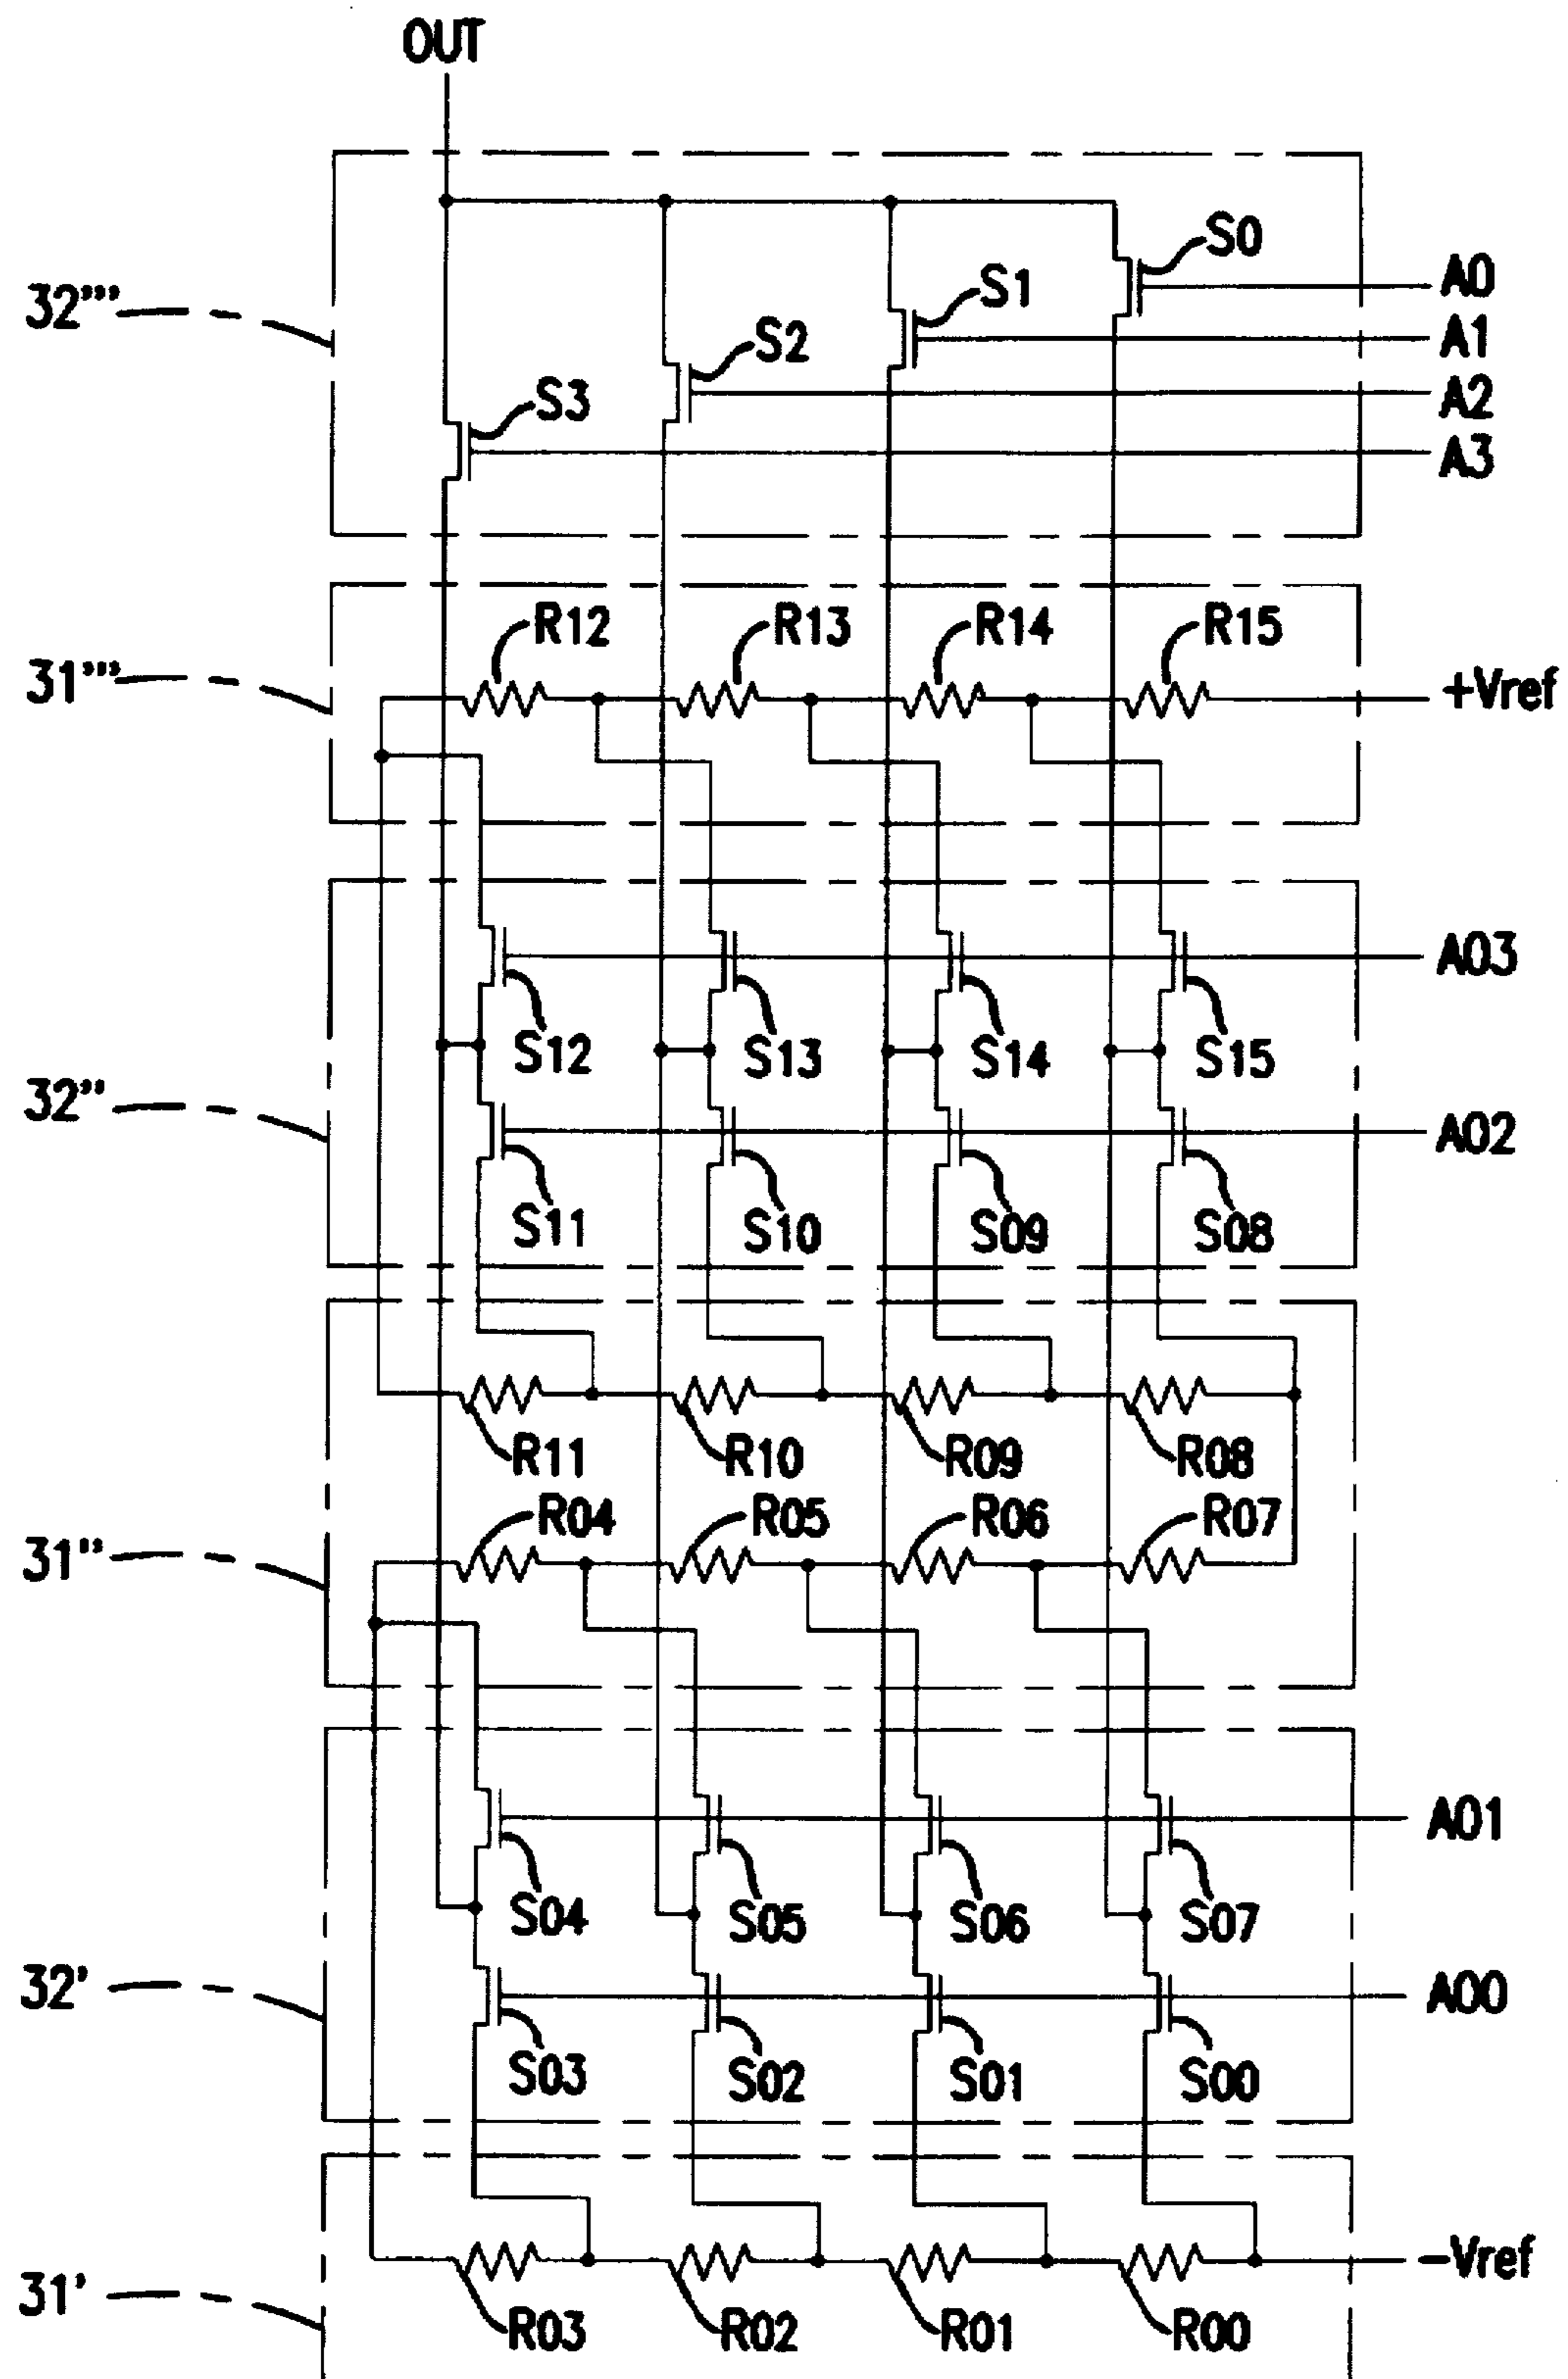 OUT
S0
A0
32''''
S1
A1
S2
A2
S3
A3
R12 R13 R14 R15
31'''' +Vref
A03
S12 S13 S14 S15
32''
A02
S11 S10 S09 S08
R11 R10 R09 R08
R04 R05 R06 R07
31''
A01
S04 S05 S06 S07
32' A00
S03 S02 S01 S00
-Vref
31'
R03 R02 R01 R00